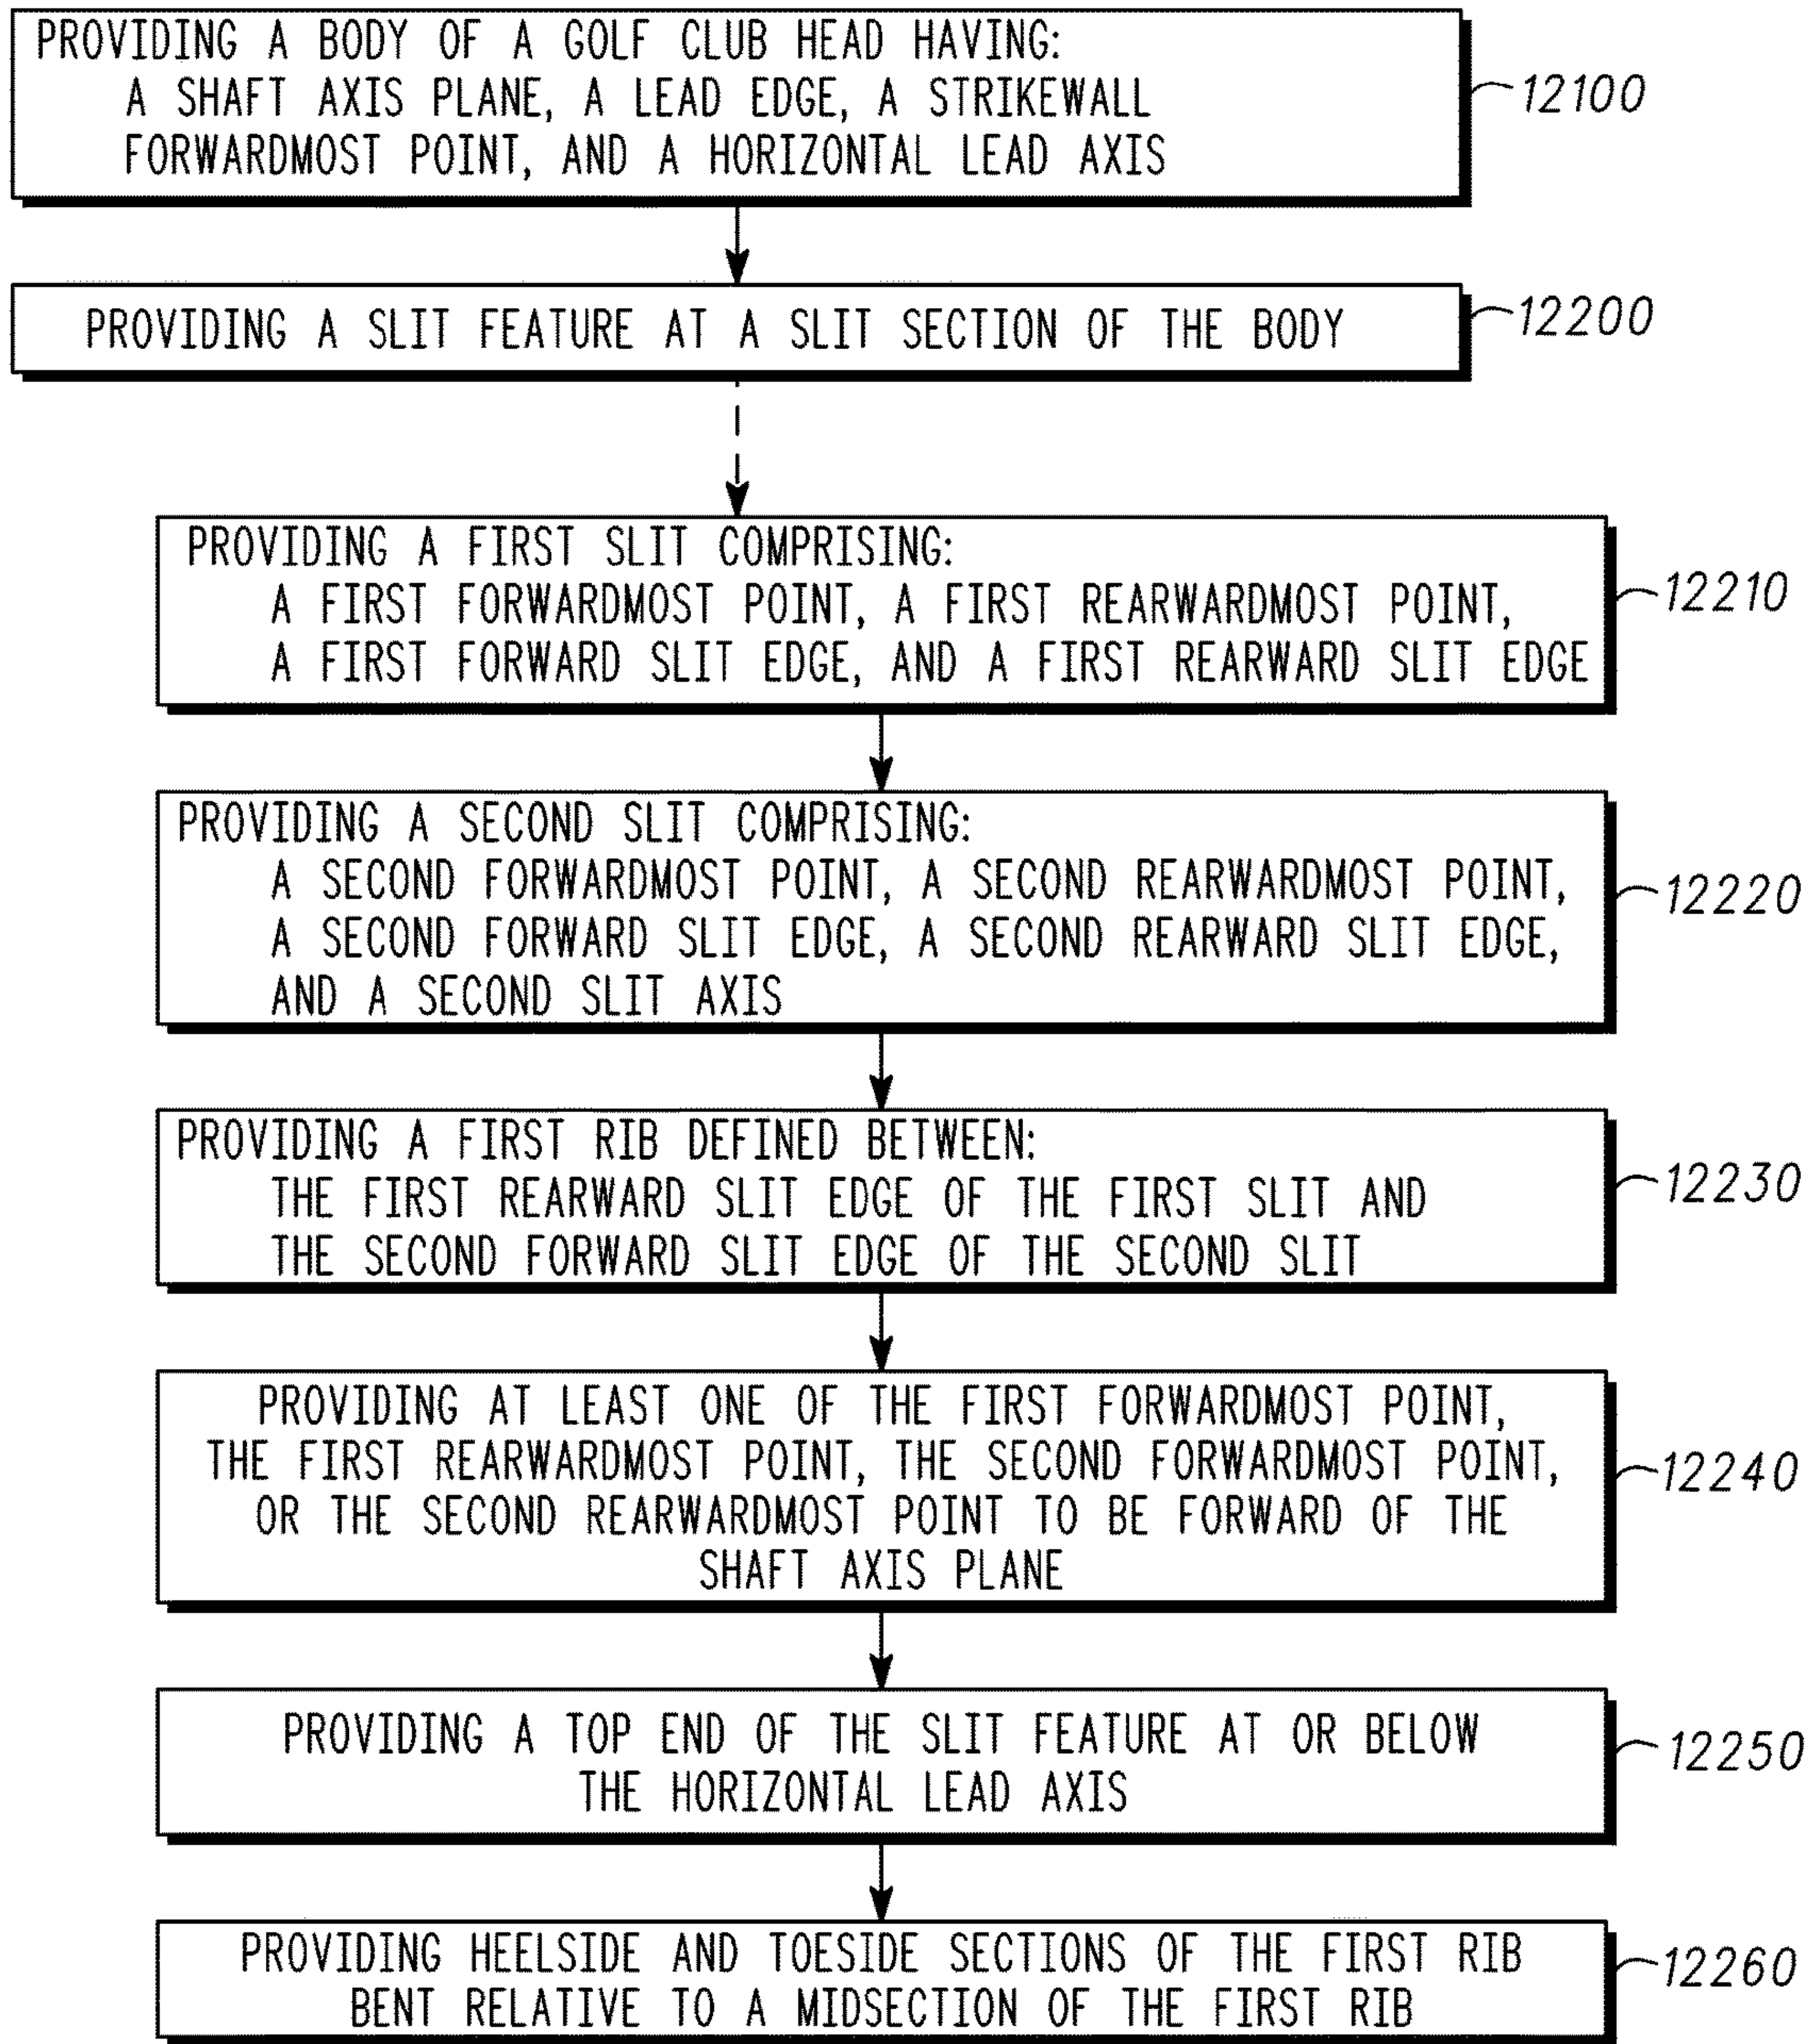 PROVIDING A BODY OF A GOLF CLUB HEAD HAVING:
A SHAFT AXIS PLANE, A LEAD EDGE, A STRIKEWALL
FORWARDMOST POINT, AND A HORIZONTAL LEAD AXIS
12100
PROVIDING A SLIT FEATURE AT A SLIT SECTION OF THE BODY
12200
PROVIDING A FIRST SLIT COMPRISING:
A FIRST FORWARDMOST POINT, A FIRST REARWARDMOST POINT,
A FIRST FORWARD SLIT EDGE, AND A FIRST REARWARD SLIT EDGE
12210
PROVIDING A SECOND SLIT COMPRISING:
A SECOND FORWARDMOST POINT, A SECOND REARWARDMOST POINT,
A SECOND FORWARD SLIT EDGE, A SECOND REARWARD SLIT EDGE,
AND A SECOND SLIT AXIS
12220
PROVIDING A FIRST RIB DEFINED BETWEEN:
THE FIRST REARWARD SLIT EDGE OF THE FIRST SLIT AND
THE SECOND FORWARD SLIT EDGE OF THE SECOND SLIT
12230
PROVIDING AT LEAST ONE OF THE FIRST FORWARDMOST POINT,
THE FIRST REARWARDMOST POINT, THE SECOND FORWARDMOST POINT,
OR THE SECOND REARWARDMOST POINT TO BE FORWARD OF THE
SHAFT AXIS PLANE
12240
PROVIDING A TOP END OF THE SLIT FEATURE AT OR BELOW
THE HORIZONTAL LEAD AXIS
12250
PROVIDING HEELSIDE AND TOESIDE SECTIONS OF THE FIRST RIB
BENT RELATIVE TO A MIDSECTION OF THE FIRST RIB
12260